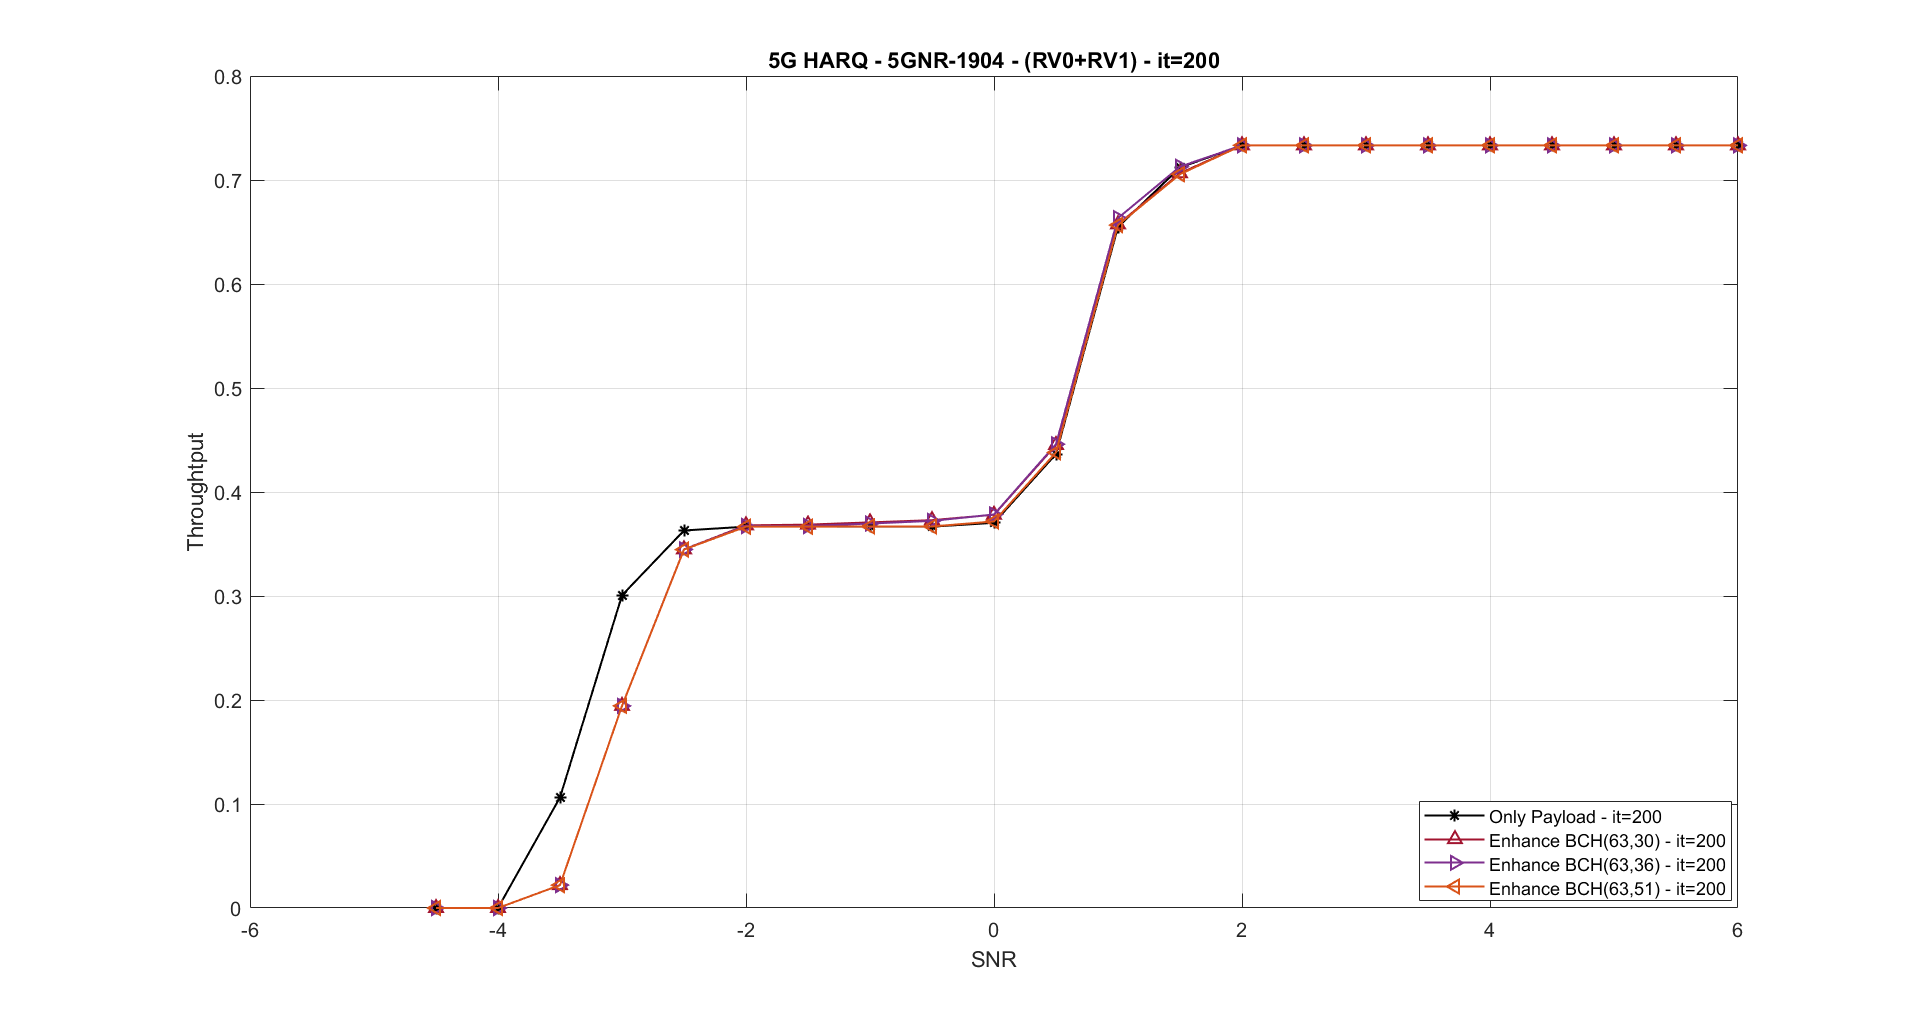 5G HARQ - 5GNR-1904 - (RV0+RV1) - it=200
0.8
0.7
0.6
0.5
0.4
0.3
0.2
0.1
0
Throughtput
-6
-4
-2
0
2
4
6
SNR
Only Payload - it=200
Enhance BCH(63,30) - it=200
Enhance BCH(63,36) - it=200
Enhance BCH(63,51) - it=200